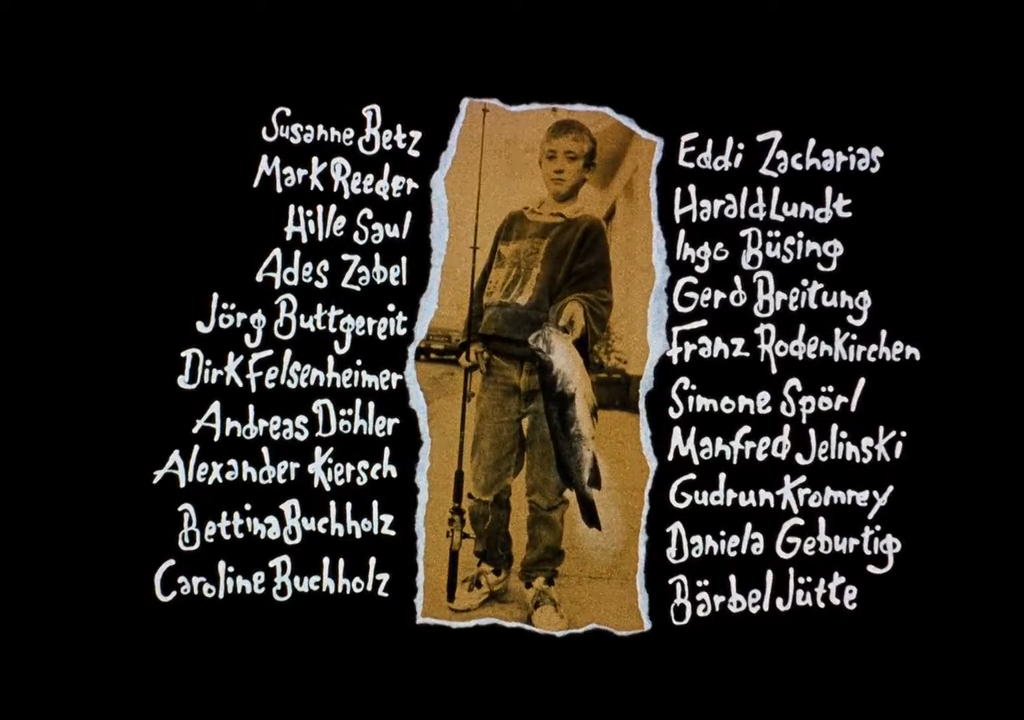 Susanne Betz
Mark Reeder
Hille Saul
Ades Zabel
Jörg Buttgereit
Dirk Felsenheimer
Andreas Döhler
Alexander Kiersch
Bettina Buchholz
Caroline Buchholz
Eddi Zacharias
Harald Lundt
Ingo Büsing
Gerd Breitung
Franz Rodenkirchen
Simone Spörl
Manfred Jelinski
Gudrun Kromrey
Daniela Geburtig
Bärbel Jütte